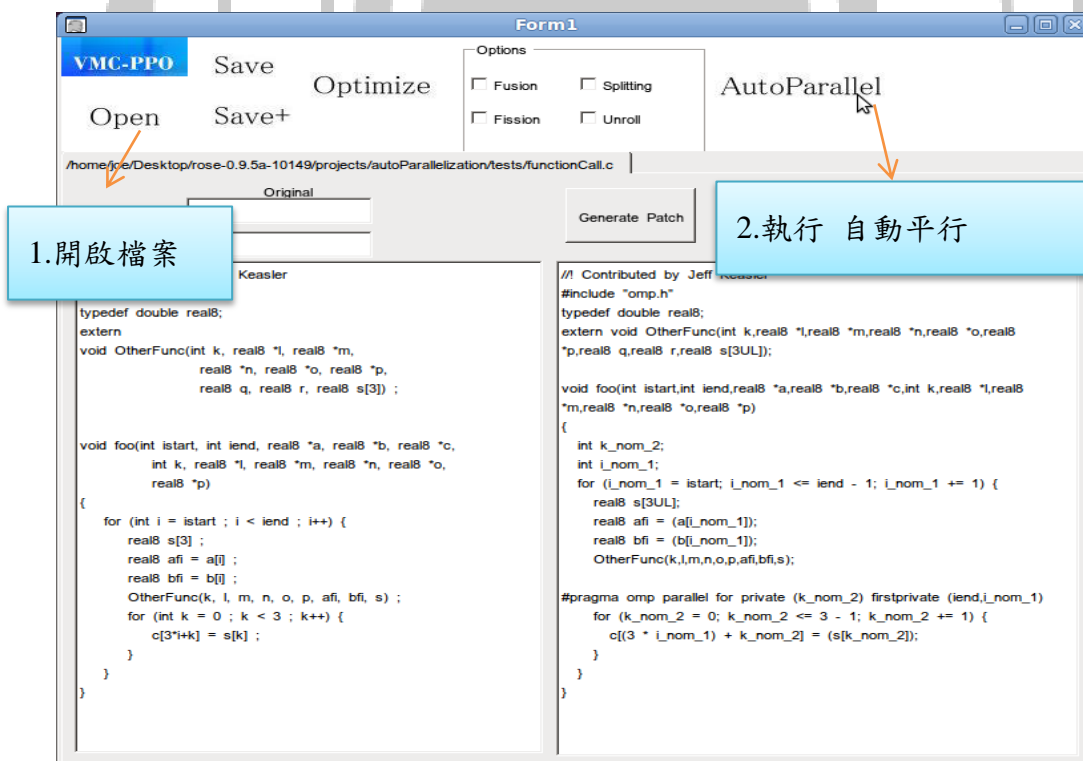 Form1
VMC-PPO
Save
Optimize
Options
Fusion
Splitting
AutoParallel
Open
Save+
Fission
Unroll
/home/joe/Desktop/rose-0.9.5a-10149/projects/autoParallelization/tests/functionCall.c
Original
Generate Patch
1.開啟檔案
2.執行 自動平行
Keasler
typedef double real8;
extern
void OtherFunc(int k, real8 *l, real8 *m,
real8 *n, real8 *o, real8 *p,
real8 q, real8 r, real8 s[3]) ;
void foo(int istart, int iend, real8 *a, real8 *b, real8 *c,
int k, real8 *l, real8 *m, real8 *n, real8 *o,
real8 *p)
{
for (int i = istart ; i < iend ; i++) {
real8 s[3] ;
real8 afi = a[i] ;
real8 bfi = b[i] ;
OtherFunc(k, l, m, n, o, p, afi, bfi, s) ;
for (int k = 0 ; k < 3 ; k++) {
c[3*i+k] = s[k] ;
}
}
}
//! Contributed by Jeff Keasler
#include "omp.h"
typedef double real8;
extern void OtherFunc(int k,real8 *l,real8 *m,real8 *n,real8 *o,real8
*p,real8 q,real8 r,real8 s[3UL]);
void foo(int istart,int iend,real8 *a,real8 *b,real8 *c,int k,real8 *l,real8
*m,real8 *n,real8 *o,real8 *p)
{
int k_nom_2;
int i_nom_1;
for (i_nom_1 = istart; i_nom_1 <= iend - 1; i_nom_1 += 1) {
real8 s[3UL];
real8 afi = (a[i_nom_1]);
real8 bfi = (b[i_nom_1]);
OtherFunc(k,l,m,n,o,p,afi,bfi,s);
#pragma omp parallel for private (k_nom_2) firstprivate (iend,i_nom_1)
for (k_nom_2 = 0; k_nom_2 <= 3 - 1; k_nom_2 += 1) {
c[(3 * i_nom_1) + k_nom_2] = (s[k_nom_2]);
}
}
}